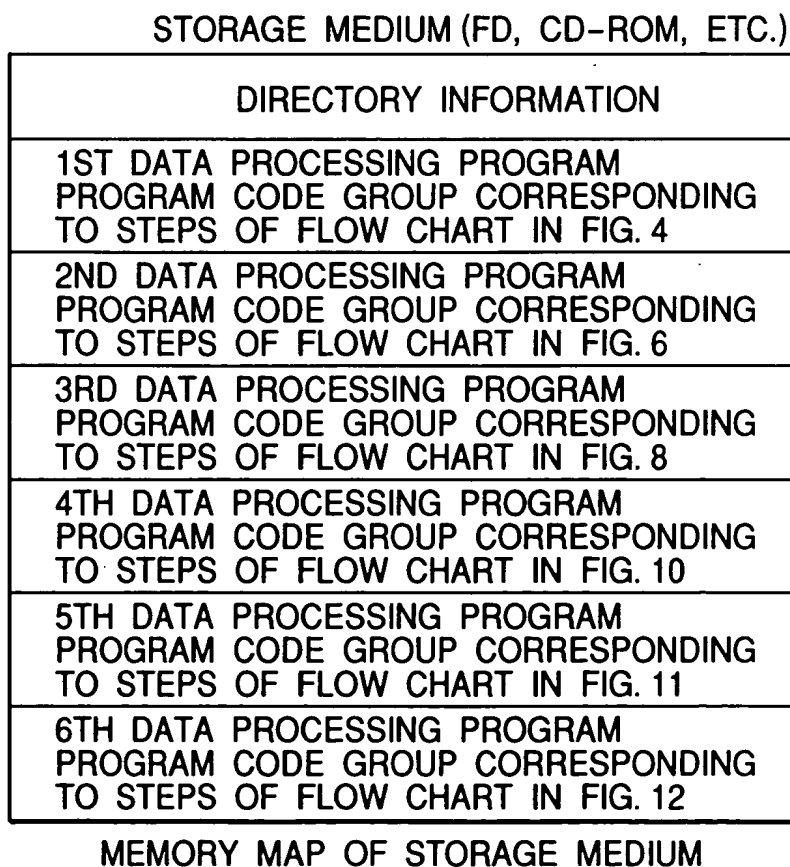 STORAGE MEDIUM (FD, CD-ROM, ETC.)
DIRECTORY INFORMATION
1ST DATA PROCESSING PROGRAM
PROGRAM CODE GROUP CORRESPONDING
TO STEPS OF FLOW CHART IN FIG. 4
2ND DATA PROCESSING PROGRAM
PROGRAM CODE GROUP CORRESPONDING
TO STEPS OF FLOW CHART IN FIG. 6
3RD DATA PROCESSING PROGRAM
PROGRAM CODE GROUP CORRESPONDING
TO STEPS OF FLOW CHART IN FIG. 8
4TH DATA PROCESSING PROGRAM
PROGRAM CODE GROUP CORRESPONDING
TO STEPS OF FLOW CHART IN FIG. 10
5TH DATA PROCESSING PROGRAM
PROGRAM CODE GROUP CORRESPONDING
TO STEPS OF FLOW CHART IN FIG. 11
6TH DATA PROCESSING PROGRAM
PROGRAM CODE GROUP CORRESPONDING
TO STEPS OF FLOW CHART IN FIG. 12
MEMORY MAP OF STORAGE MEDIUM